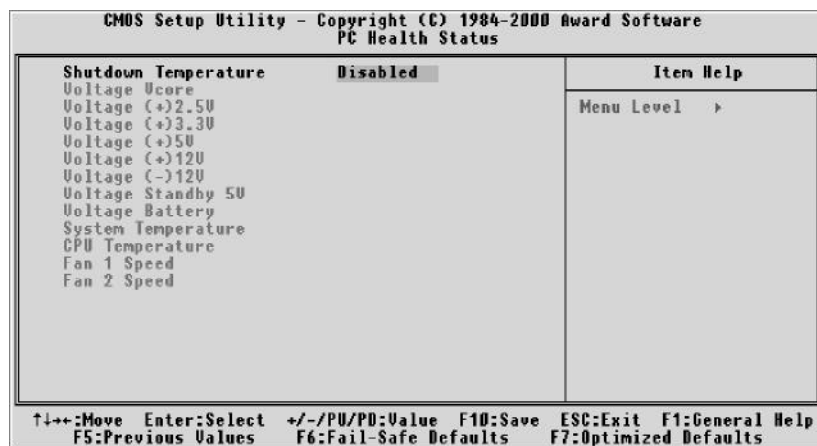 CMOS Setup Utility - Copyright (C) 1984-2000 Award Software
PC Health Status
Shutdown Temperature Disabled
Voltage Vcore
Voltage (+)2.5V
Voltage (+)3.3V
Voltage (+)5V
Voltage (+)12V
Voltage (-)12V
Voltage Standby 5V
Voltage Battery
System Temperature
CPU Temperature
Fan 1 Speed
Fan 2 Speed
Item Help
Menu Level ▸
↑↓→←:Move Enter:Select +/-/PU/PD:Value F10:Save ESC:Exit F1:General Help
F5:Previous Values F6:Fail-Safe Defaults F7:Optimized Defaults